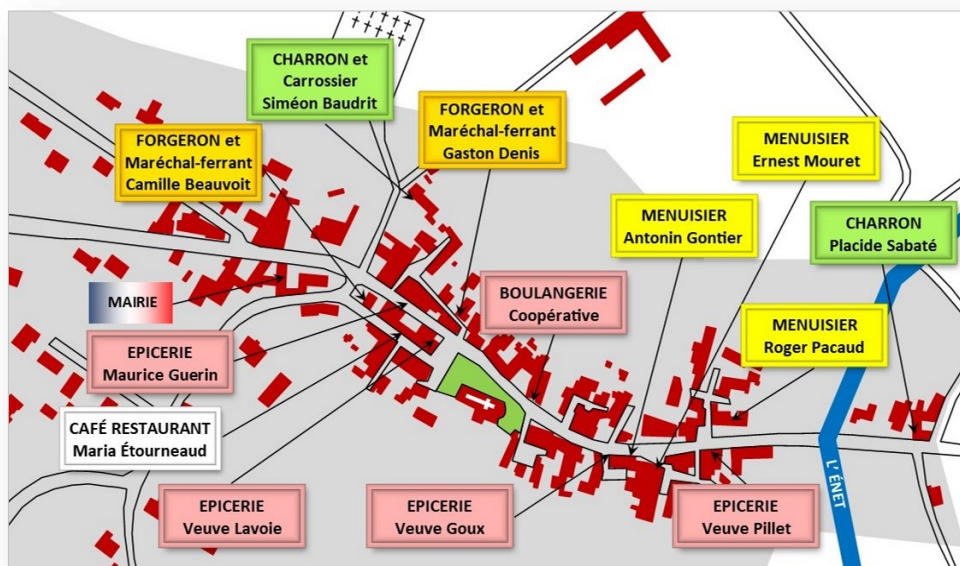 CHARRON et
Carrossier
Siméon Baudrit
FORGERON et
Maréchal-ferrant
Gaston Denis
MENUISIER
Ernest Mouret
FORGERON et
Maréchal-ferrant
Camille Beauvoit
MENUISIER
Antonin Gontier
CHARRON
Placide Sabaté
MAIRIE
BOULANGERIE
Coopérative
MENUISIER
Roger Pacaud
EPICERIE
Maurice Guerin
CAFÉ RESTAURANT
Maria Étourneaud
EPICERIE
Veuve Lavoie
EPICERIE
Veuve Goux
EPICERIE
Veuve Pillet
L' ÉNET